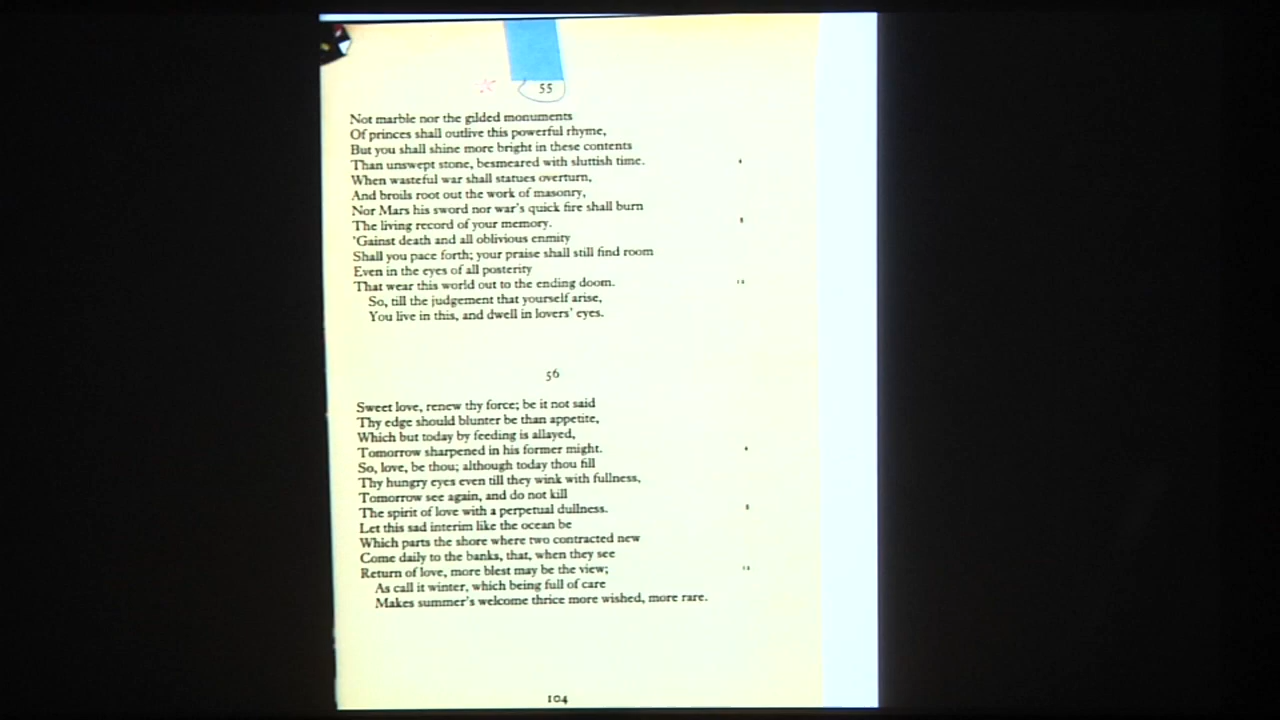 55
Not marble nor the gilded monuments
Of princes shall outlive this powerful rhyme,
But you shall shine more bright in these contents
Than unswept stone, besmeared with sluttish time. 4
When wasteful war shall statues overturn,
And broils root out the work of masonry,
Nor Mars his sword nor war's quick fire shall burn
The living record of your memory. 8
'Gainst death and all oblivious enmity
Shall you pace forth; your praise shall still find room
Even in the eyes of all posterity
That wear this world out to the ending doom. 12
So, till the judgement that yourself arise,
You live in this, and dwell in lovers' eyes.
56
Sweet love, renew thy force; be it not said
Thy edge should blunter be than appetite,
Which but today by feeding is allayed,
Tomorrow sharpened in his former might. 4
So, love, be thou; although today thou fill
Thy hungry eyes even till they wink with fullness,
Tomorrow see again, and do not kill
The spirit of love with a perpetual dullness. 8
Let this sad interim like the ocean be
Which parts the shore where two contracted new
Come daily to the banks, that, when they see
Return of love, more blest may be the view; 12
As call it winter, which being full of care
Makes summer's welcome thrice more wished, more rare.
104